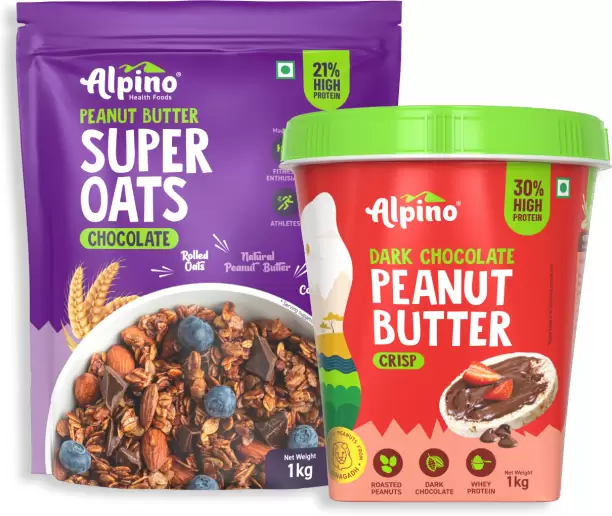 Alpino
Health Foods
PEANUT BUTTER
SUPER
OATS
CHOCOLATE
21%
HIGH
PROTEIN
ATHLETES
Rolled
Oats
Natural
Peanut Butter
Net Weight
1kg
Alpino
30%
HIGH
PROTEIN
DARK CHOCOLATE
PEANUT
BUTTER
CRISP
ROASTED
PEANUTS
DARK
CHOCOLATE
WHEY
PROTEIN
Net Weight
1kg